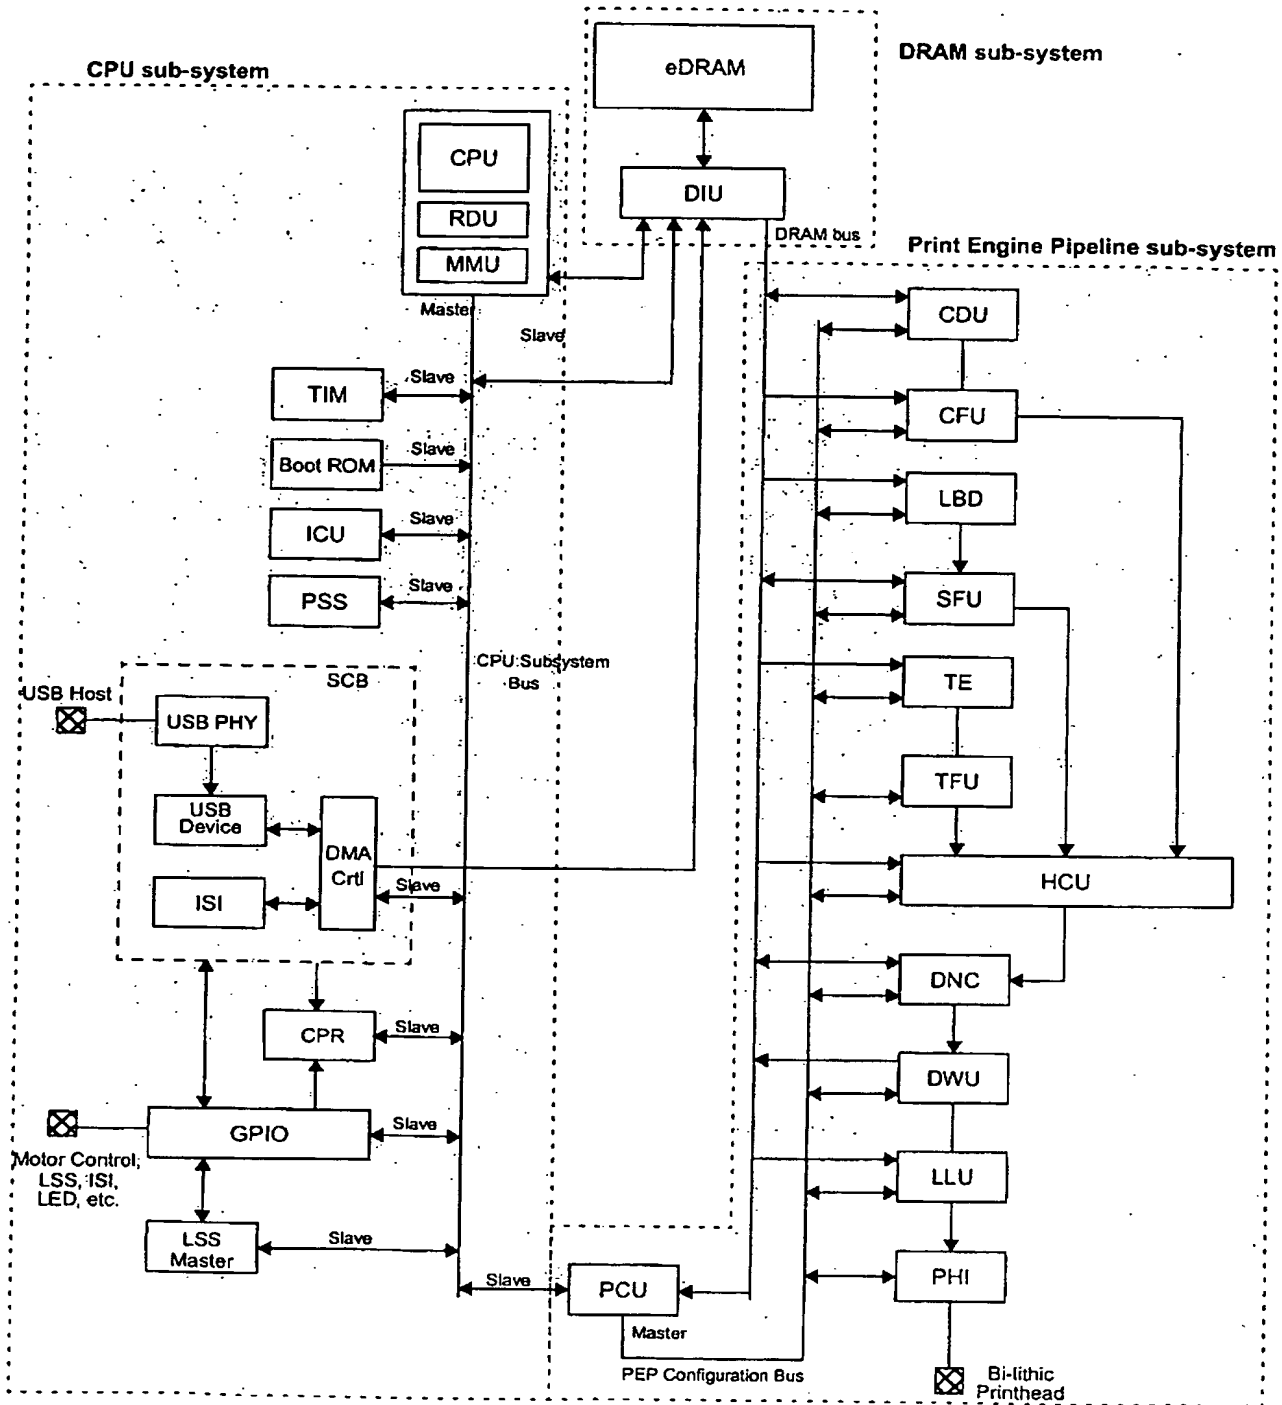 CPU sub-system
DRAM sub-system
eDRAM
DIU
DRAM bus
CPU
RDU
MMU
Master
Slave
Print Engine Pipeline sub-system
CDU
CFU
LBD
SFU
TE
TFU
HCU
DNC
DWU
LLU
PHI
Bi-lithic
Printhead
TIM
Slave
Boot ROM
Slave
ICU
Slave
PSS
Slave
CPU Subsystem
Bus
SCB
USB Host
USB PHY
USB
Device
DMA
Crtl
ISI
Slave
CPR
Slave
GPIO
Slave
Motor Control,
LSS, ISI,
LED, etc.
LSS
Master
Slave
Slave
PCU
Master
PEP Configuration Bus